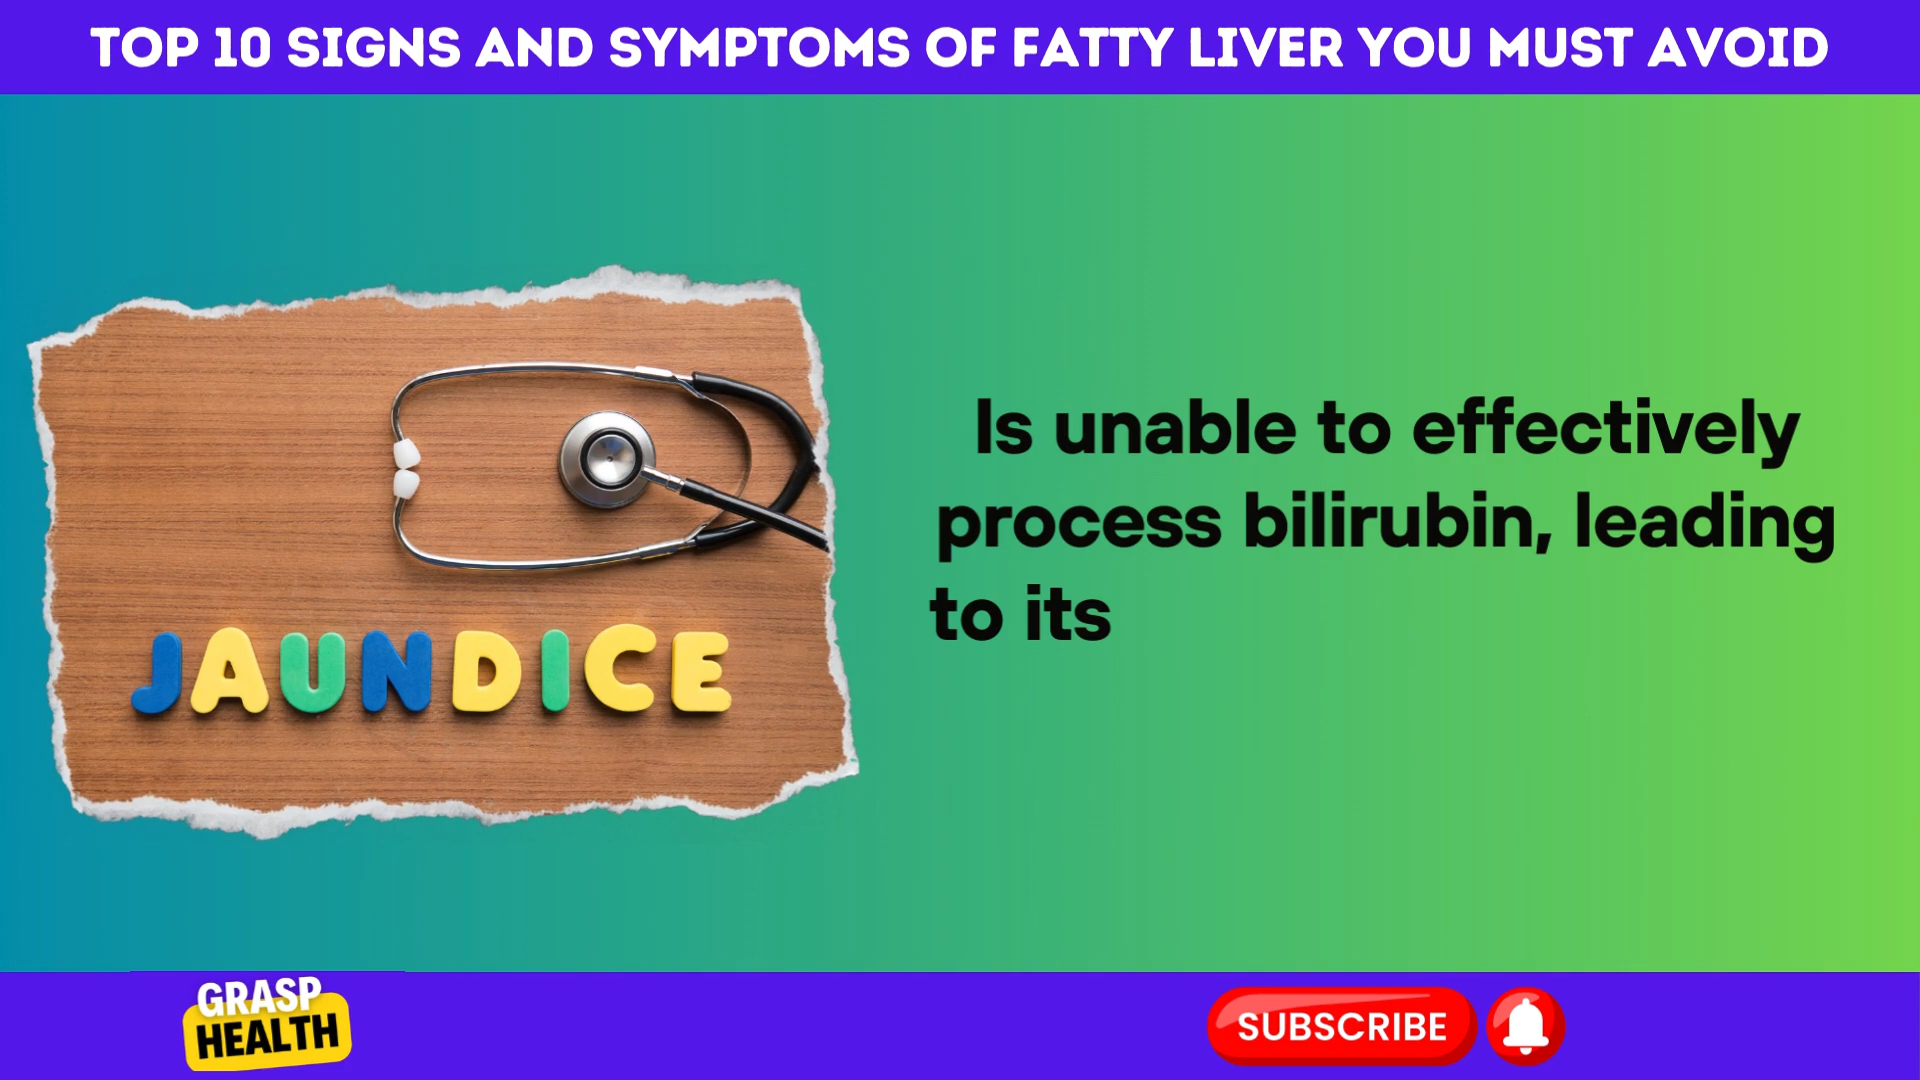 TOP 10 SIGNS AND SYMPTOMS OF FATTY LIVER YOU MUST AVOID
JAUNDICE
Is unable to effectively
process bilirubin, leading
to its
GRASP
HEALTH
SUBSCRIBE